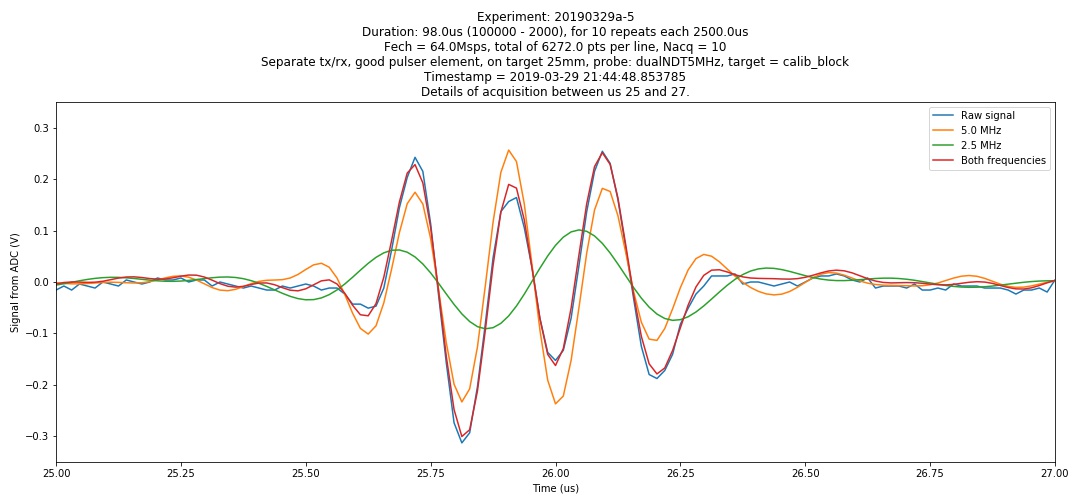 Experiment: 20190329a-5
Duration: 98.0us (100000 - 2000), for 10 repeats each 2500.0us
Fech = 64.0Msps, total of 6272.0 pts per line, Nacq = 10
Separate tx/rx, good pulser element, on target 25mm, probe: dualNDT5MHz, target = calib_block
Timestamp = 2019-03-29 21:44:48.853785
Details of acquisition between us 25 and 27.
Raw signal
5.0 MHz
2.5 MHz
Both frequencies
Signal from ADC (V)
0.3
0.2
0.1
0.0
−0.1
−0.2
−0.3
25.00 25.25 25.50 25.75 26.00 26.25 26.50 26.75 27.00
Time (us)